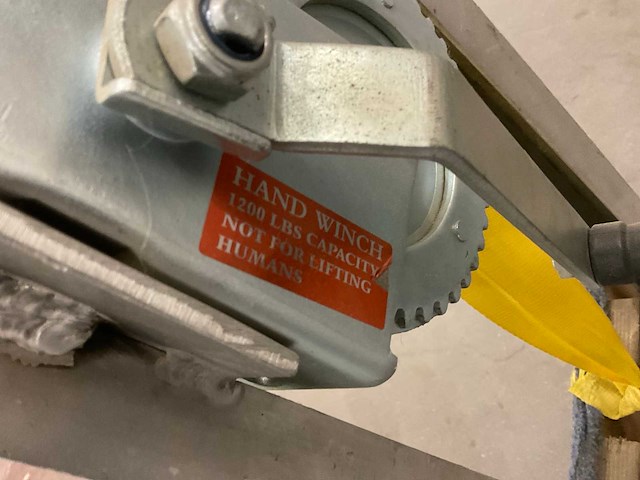 HAND WINCH
1200 LBS CAPACITY
NOT FOR LIFTING
HUMANS